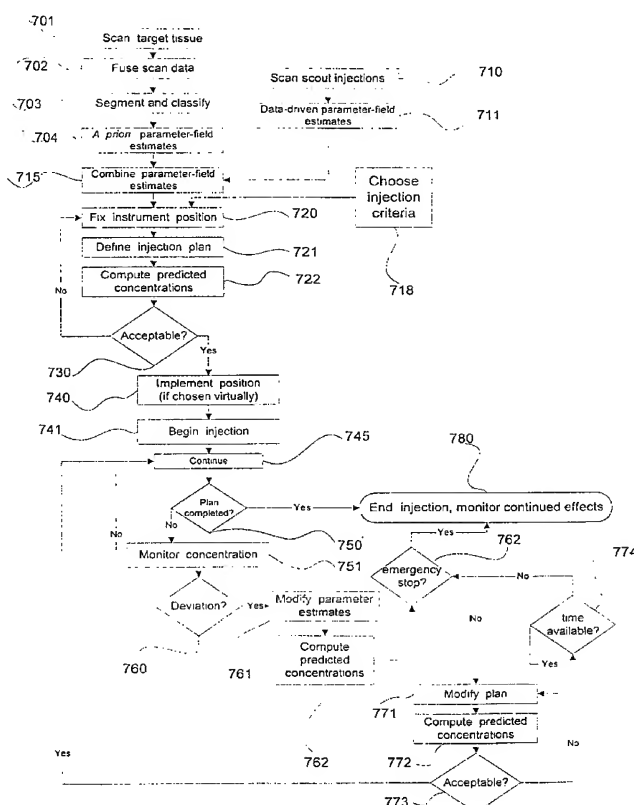 701
Scan target tissue
702
Fuse scan data
703
Segment and classify
704
A priori parameter-field
estimates
715
Combine parameter-field
estimates
Scan scout injections
710
Data-driven parameter-field
estimates
711
Choose
injection
criteria
718
Fix instrument position
720
Define injection plan
721
Compute predicted
concentrations
722
No
Acceptable?
Yes
730
Implement position
(if chosen virtually)
740
741
Begin injection
Continue
745
Plan
completed?
Yes
No
750
780
End injection, monitor continued effects
No
Monitor concentration
751
Deviation?
Yes
760
Modify parameter
estimates
761
Compute
predicted
concentrations
762
Yes
762
emergency
stop?
No
774
time
available?
Yes
No
Modify plan
771
Compute predicted
concentrations
772
No
Acceptable?
773
Yes